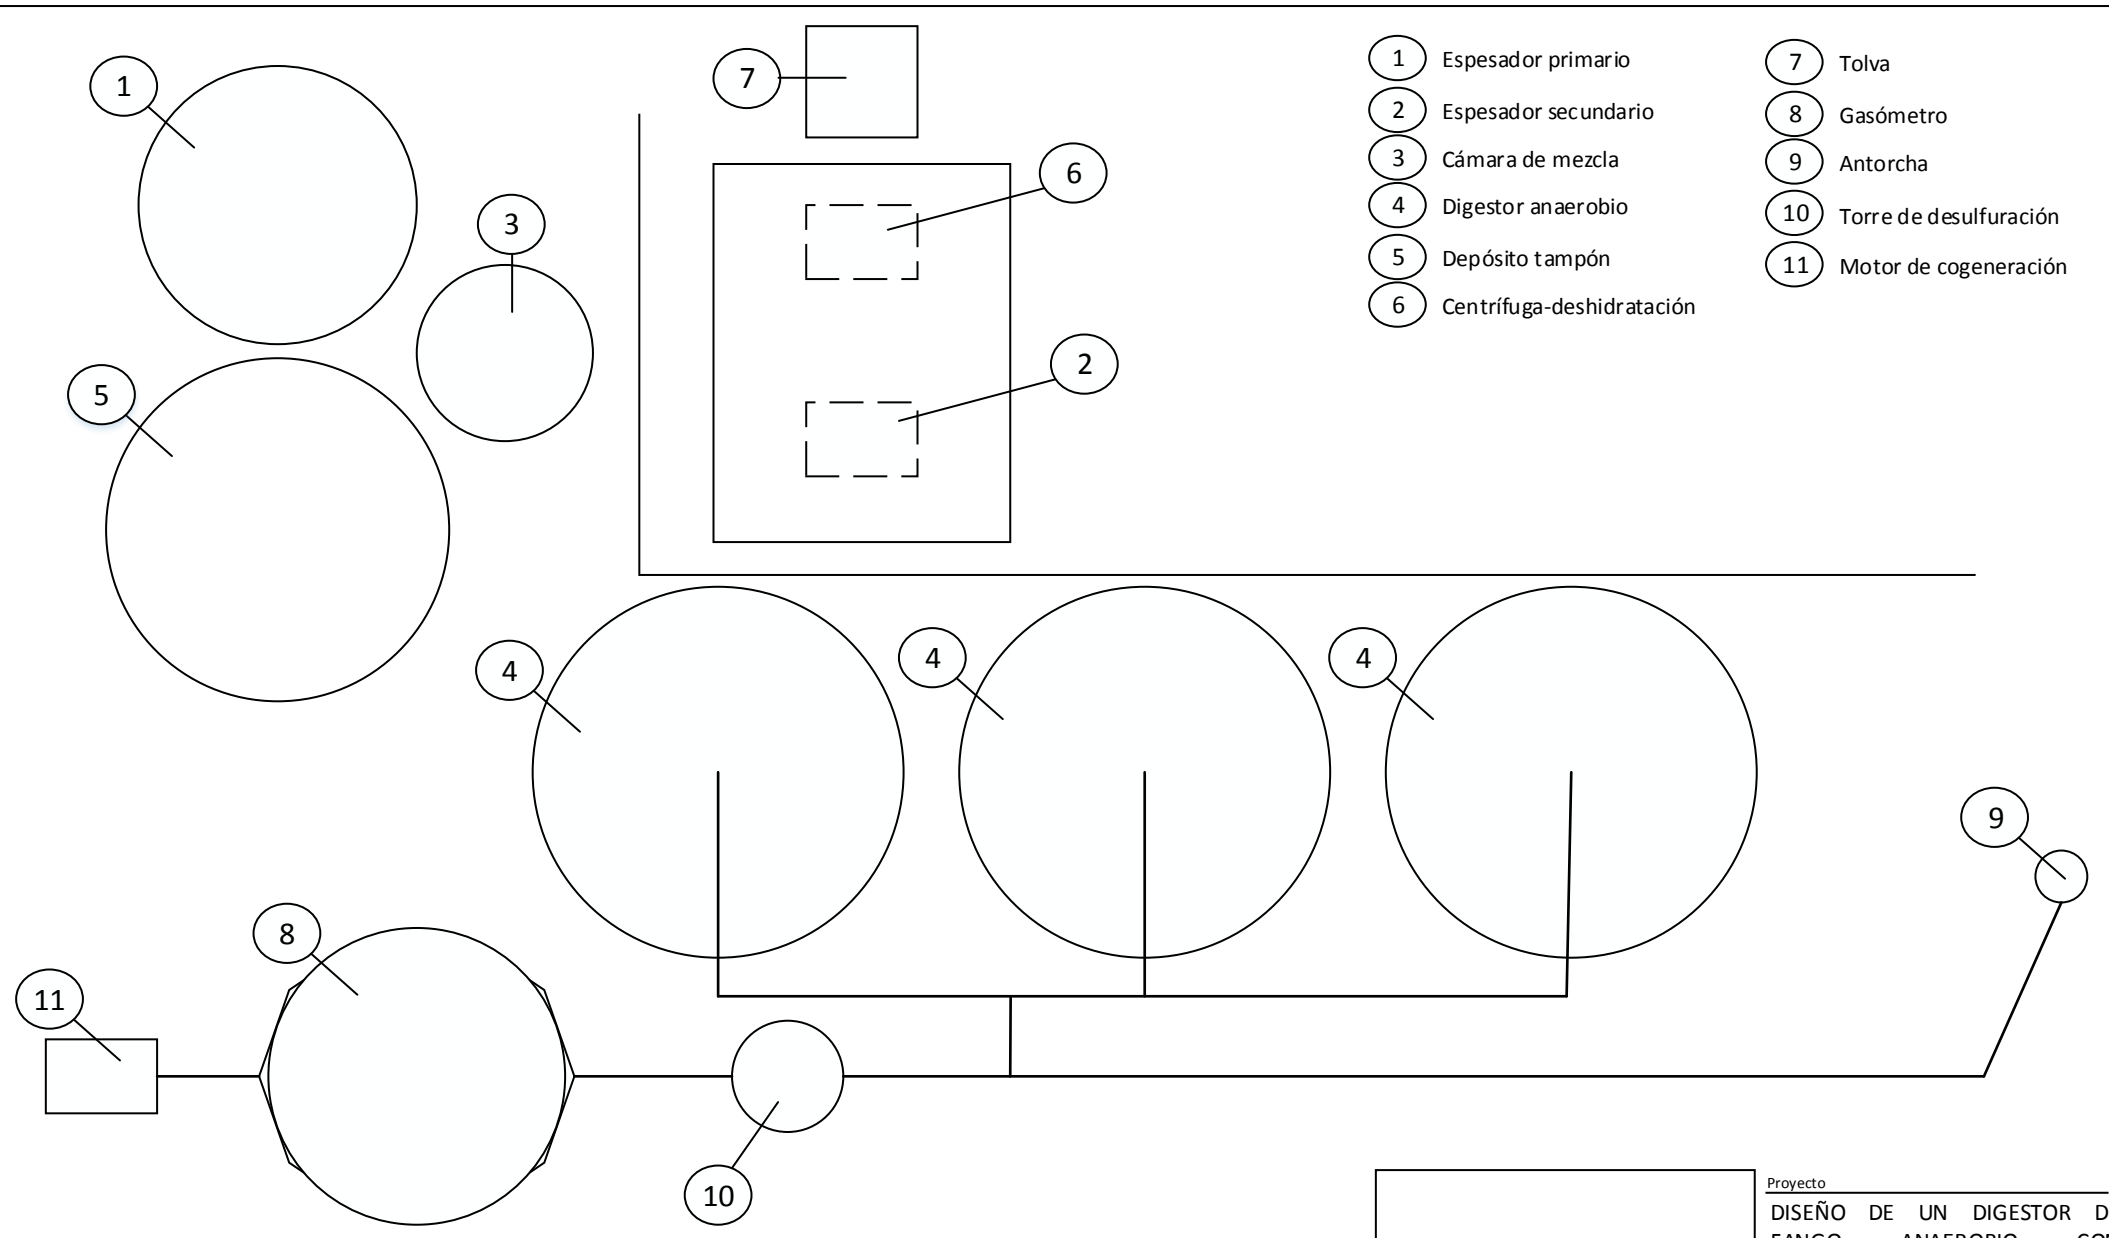 1
7
6
3
5
2
1 Espesador primario
2 Espesador secundario
3 Cámara de mezcla
4 Digestor anaerobio
5 Depósito tampón
6 Centrífuga-deshidratación
7 Tolva
8 Gasómetro
9 Antorcha
10 Torre de desulfuración
11 Motor de cogeneración
4
4
4
9
8
11
10
Proyecto
DISEÑO DE UN DIGESTOR D
FANGO ANAEROBIO